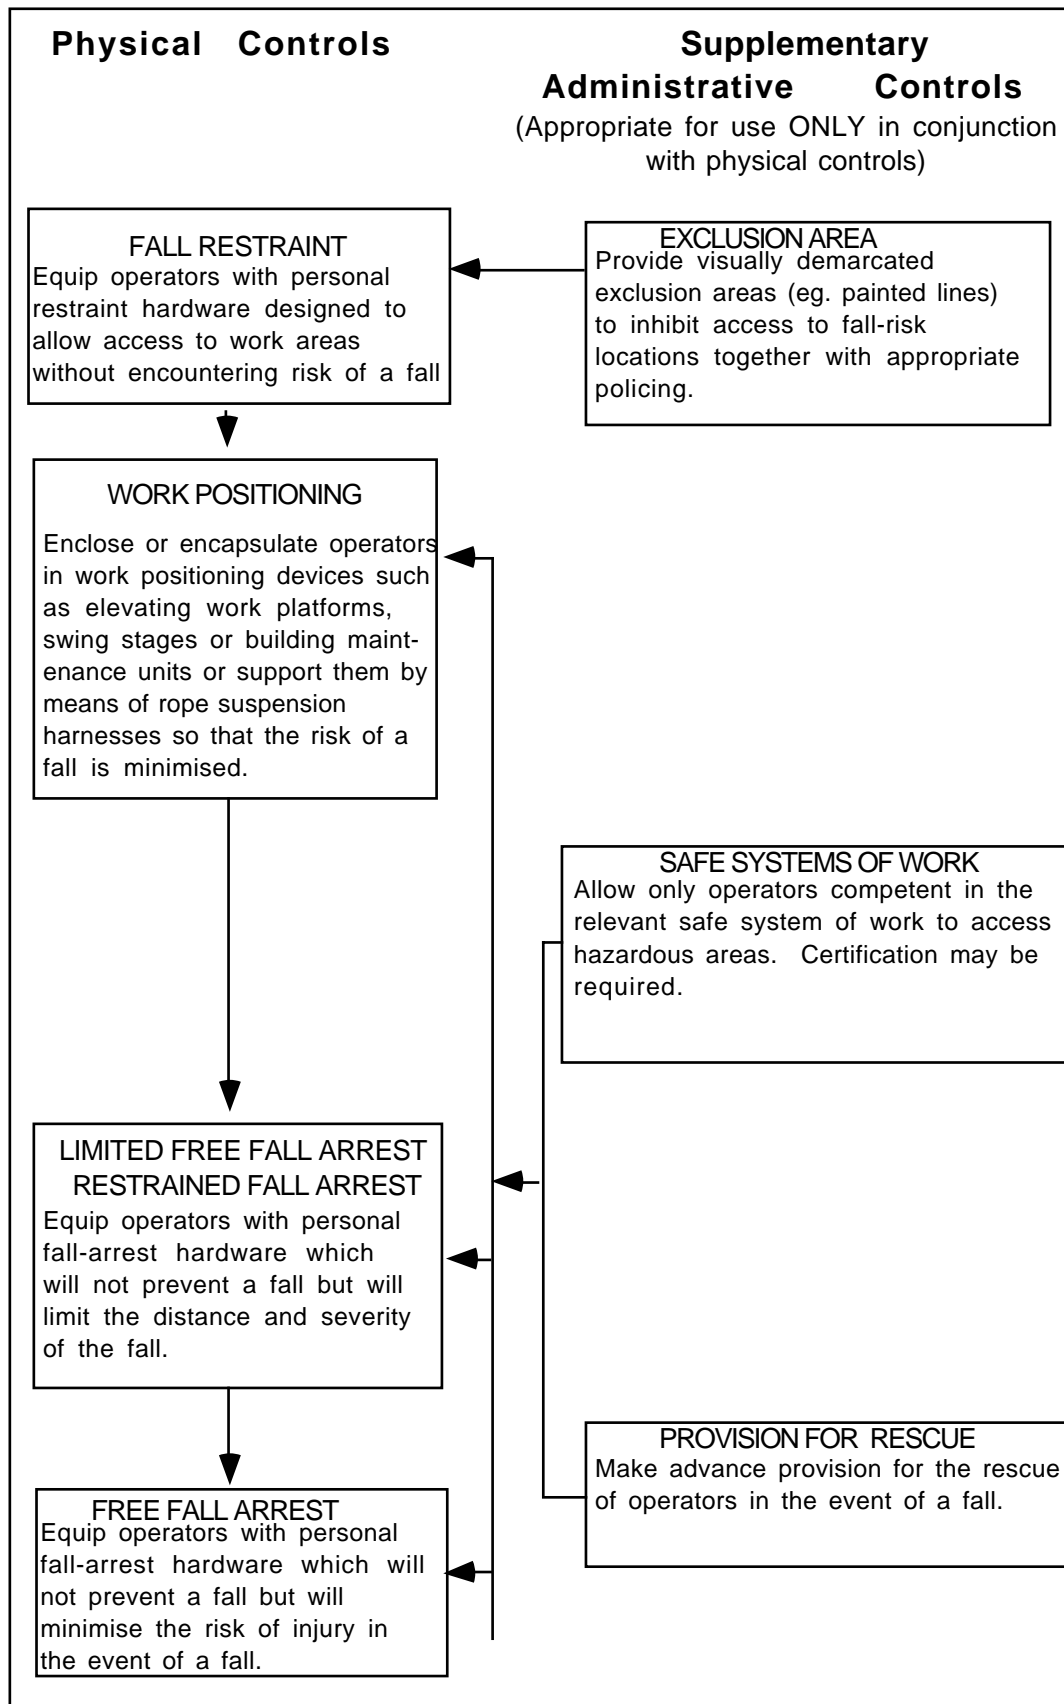 Physical Controls
Supplementary
Administrative Controls
(Appropriate for use ONLY in conjunction
with physical controls)
FALL RESTRAINT
Equip operators with personal
restraint hardware designed to
allow access to work areas
without encountering risk of a fall
EXCLUSION AREA
Provide visually demarcated
exclusion areas (eg. painted lines)
to inhibit access to fall-risk
locations together with appropriate
policing.
WORK POSITIONING
Enclose or encapsulate operators
in work positioning devices such
as elevating work platforms,
swing stages or building maint-
enance units or support them by
means of rope suspension
harnesses so that the risk of a
fall is minimised.
SAFE SYSTEMS OF WORK
Allow only operators competent in the
relevant safe system of work to access
hazardous areas. Certification may be
required.
LIMITED FREE FALL ARREST
RESTRAINED FALL ARREST
Equip operators with personal
fall-arrest hardware which
will not prevent a fall but will
limit the distance and severity
of the fall.
PROVISION FOR RESCUE
Make advance provision for the rescue
of operators in the event of a fall.
FREE FALL ARREST
Equip operators with personal
fall-arrest hardware which will
not prevent a fall but will
minimise the risk of injury in
the event of a fall.